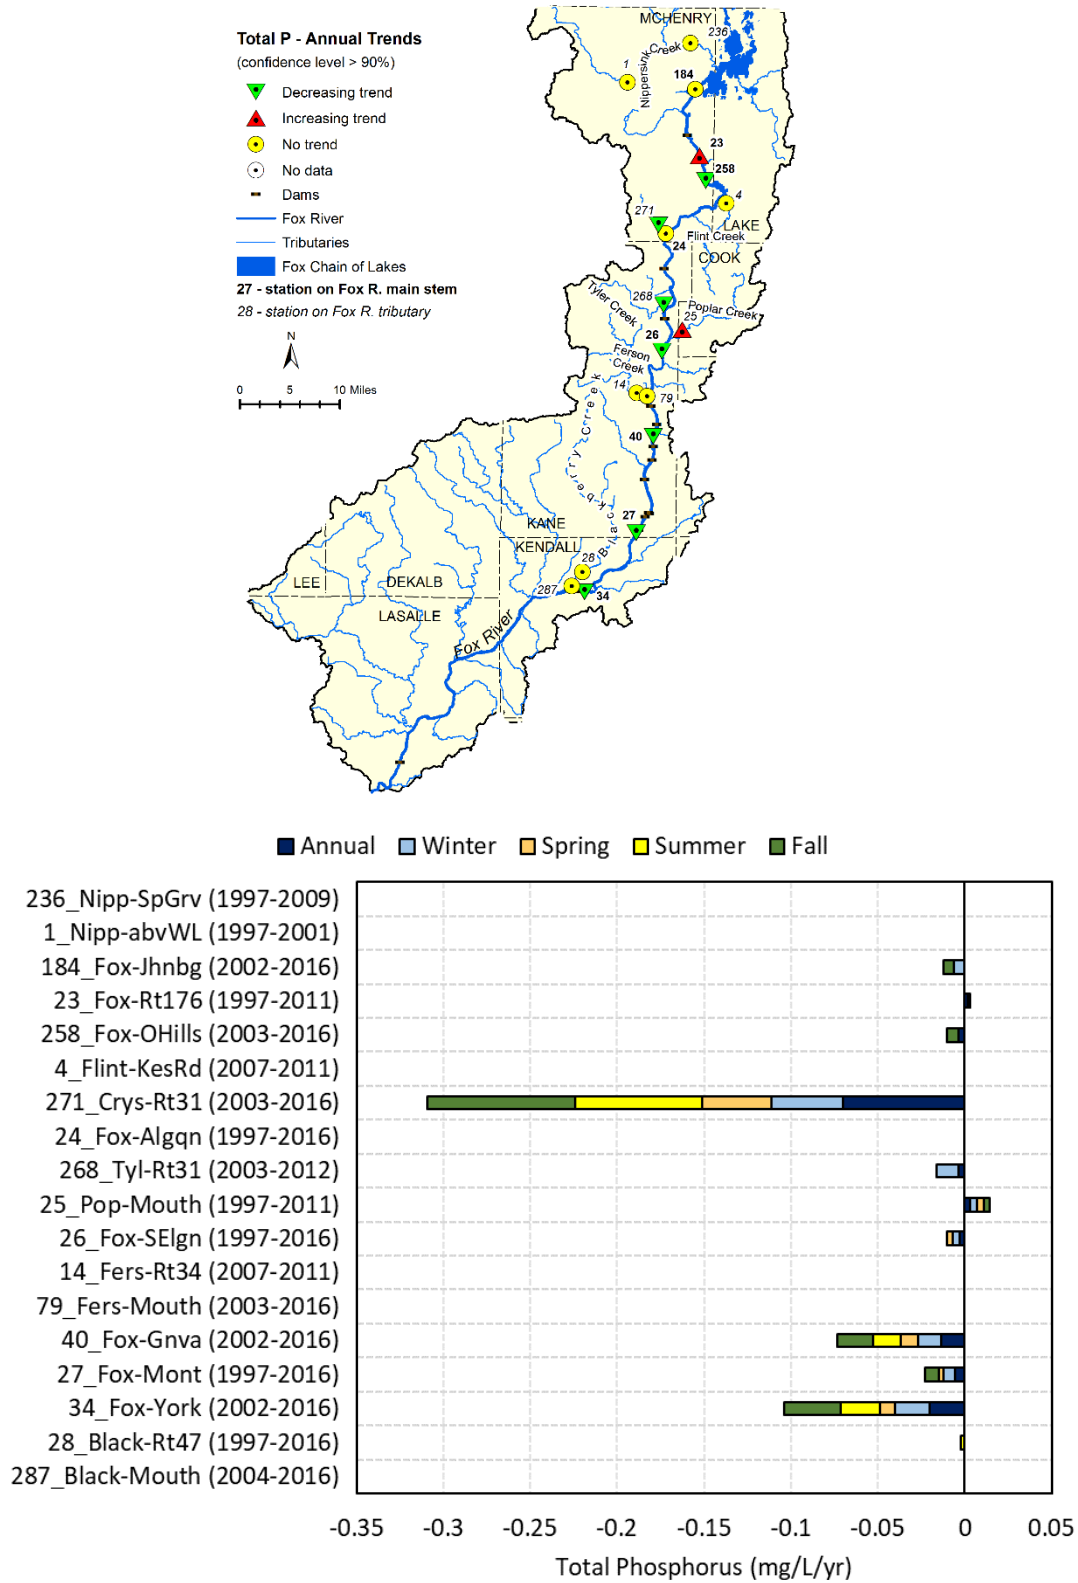 Total P - Annual Trends
(confidence level > 90%)
Decreasing trend
Increasing trend
No trend
No data
Dams
Fox River
Tributaries
Fox Chain of Lakes
27 - station on Fox R. main stem
28 - station on Fox R. tributary
N
0 5 10 Miles
MCHENRY
236
Nippersink Creek
1
184
23
258
4
271
LAKE
Flint Creek
24
COOK
268
Tyler Creek
Poplar Creek
25
26
Ferson Creek
14
79
Blackberry Creek
40
27
KANE
KENDALL
28
287
34
LEE
DEKALB
LASALLE
Fox River
Annual Winter Spring Summer Fall
236_Nipp-SpGrv (1997-2009)
1_Nipp-abvWL (1997-2001)
184_Fox-Jhnbg (2002-2016)
23_Fox-Rt176 (1997-2011)
258_Fox-OHills (2003-2016)
4_Flint-KesRd (2007-2011)
271_Crys-Rt31 (2003-2016)
24_Fox-Algqn (1997-2016)
268_Tyl-Rt31 (2003-2012)
25_Pop-Mouth (1997-2011)
26_Fox-SElgn (1997-2016)
14_Fers-Rt34 (2007-2011)
79_Fers-Mouth (2003-2016)
40_Fox-Gnva (2002-2016)
27_Fox-Mont (1997-2016)
34_Fox-York (2002-2016)
28_Black-Rt47 (1997-2016)
287_Black-Mouth (2004-2016)
-0.35 -0.3 -0.25 -0.2 -0.15 -0.1 -0.05 0 0.05
Total Phosphorus (mg/L/yr)